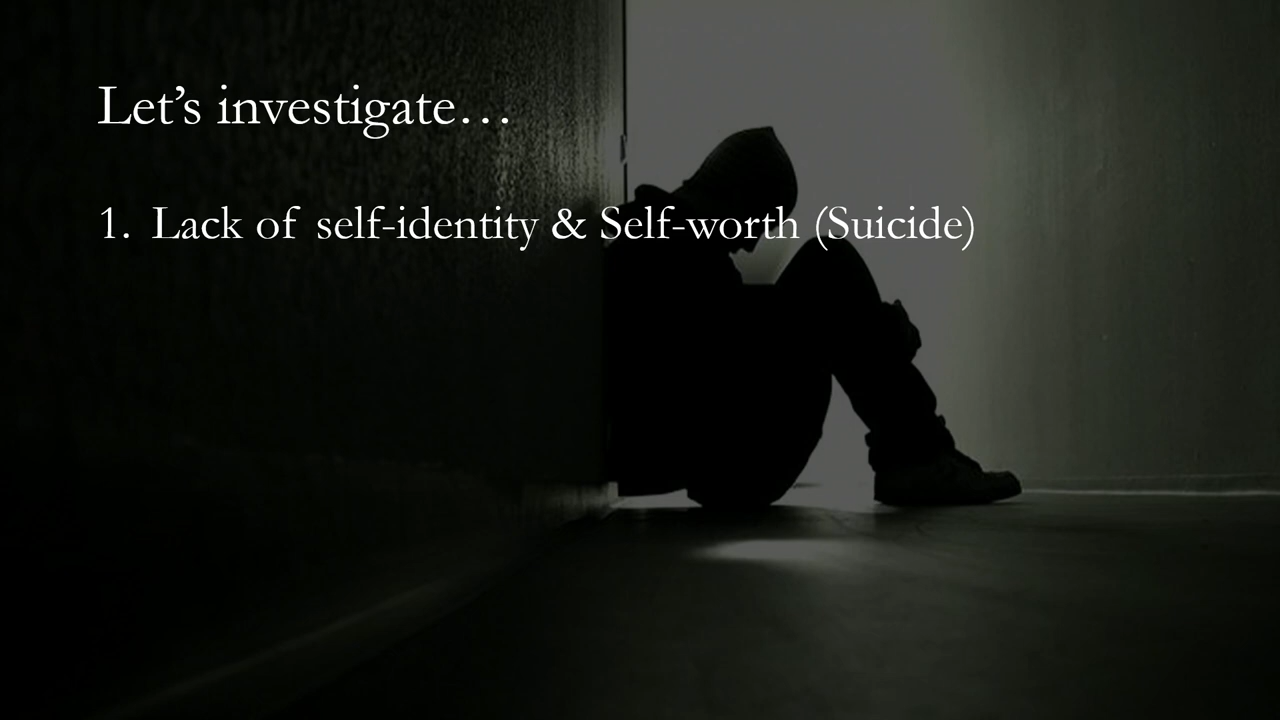 Let’s investigate…
1. Lack of self-identity & Self-worth (Suicide)